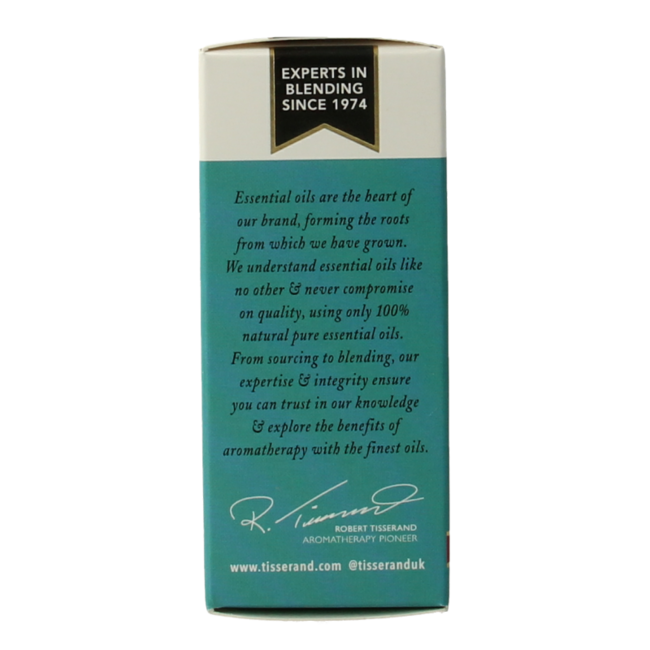 EXPERTS IN
BLENDING
SINCE 1974
Essential oils are the heart of
our brand, forming the roots
from which we have grown.
We understand essential oils like
no other & never compromise
on quality, using only 100%
natural pure essential oils.
From sourcing to blending, our
expertise & integrity ensure
you can trust in our knowledge
& explore the benefits of
aromatherapy with the finest oils.
R. Tisserand
ROBERT TISSERAND
AROMATHERAPY PIONEER
www.tisserand.com @tisseranduk